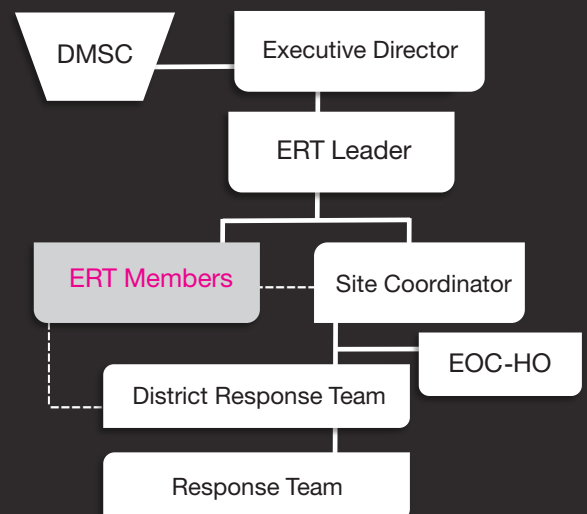 DMSC
Executive Director
ERT Leader
ERT Members
Site Coordinator
EOC-HO
District Response Team
Response Team